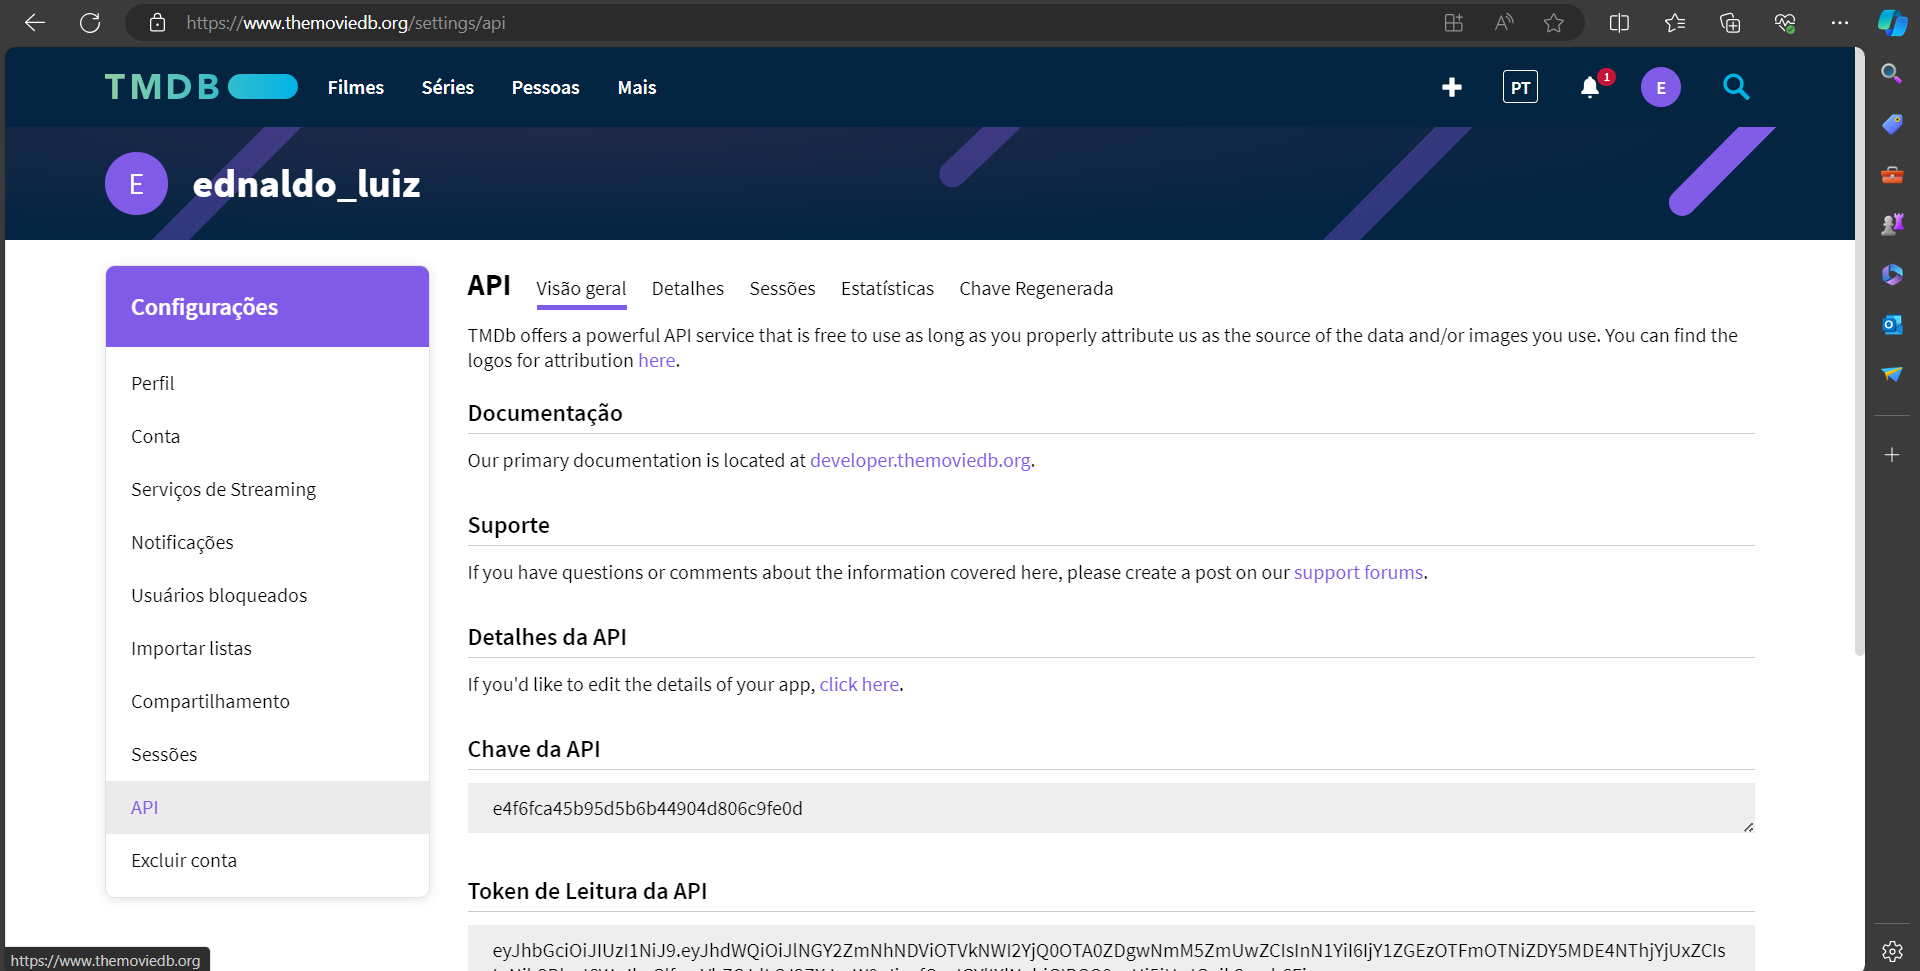 https://www.themoviedb.org/settings/api
TMDB
Filmes
Séries
Pessoas
Mais
PT
1
E
E
ednaldo_luiz
Configurações
Perfil
Conta
Serviços de Streaming
Notificações
Usuários bloqueados
Importar listas
Compartilhamento
Sessões
API
Excluir conta
API
Visão geral
Detalhes
Sessões
Estatísticas
Chave Regenerada
TMDb offers a powerful API service that is free to use as long as you properly attribute us as the source of the data and/or images you use. You can find the
logos for attribution here.
Documentação
Our primary documentation is located at developer.themoviedb.org.
Suporte
If you have questions or comments about the information covered here, please create a post on our support forums.
Detalhes da API
If you'd like to edit the details of your app, click here.
Chave da API
e4f6fca45b95d5b6b44904d806c9fe0d
Token de Leitura da API
eyJhbGciOiJIUzI1NiJ9.eyJhdWQiOiJlNGY2ZmNhNDViOTVkNWI2YjQ0OTA0ZDgwNmM5ZmUwZCIsInN1YiI6IjY1ZGEzOTFmOTNiZDY5MDE4NThjYjUxZCIs
https://www.themoviedb.org